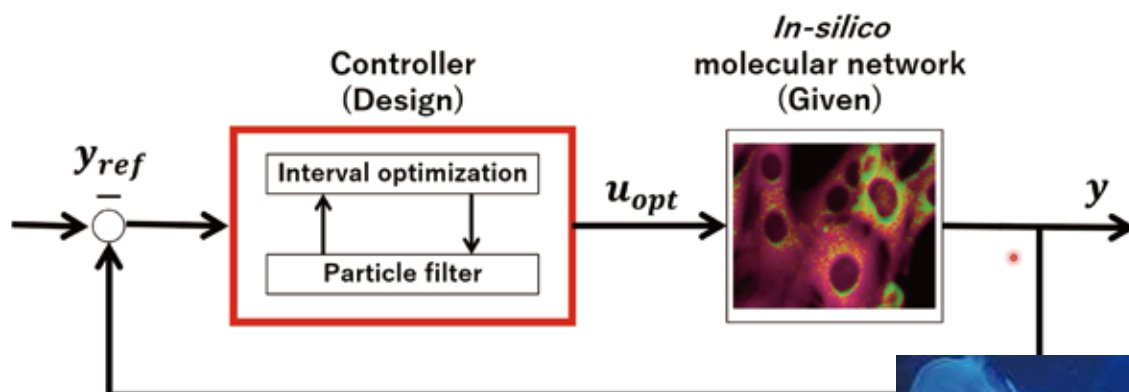 In-silico
Controller
molecular network
(Design)
(Given)
y_ref
−
Interval optimization
u_opt
y
Particle filter